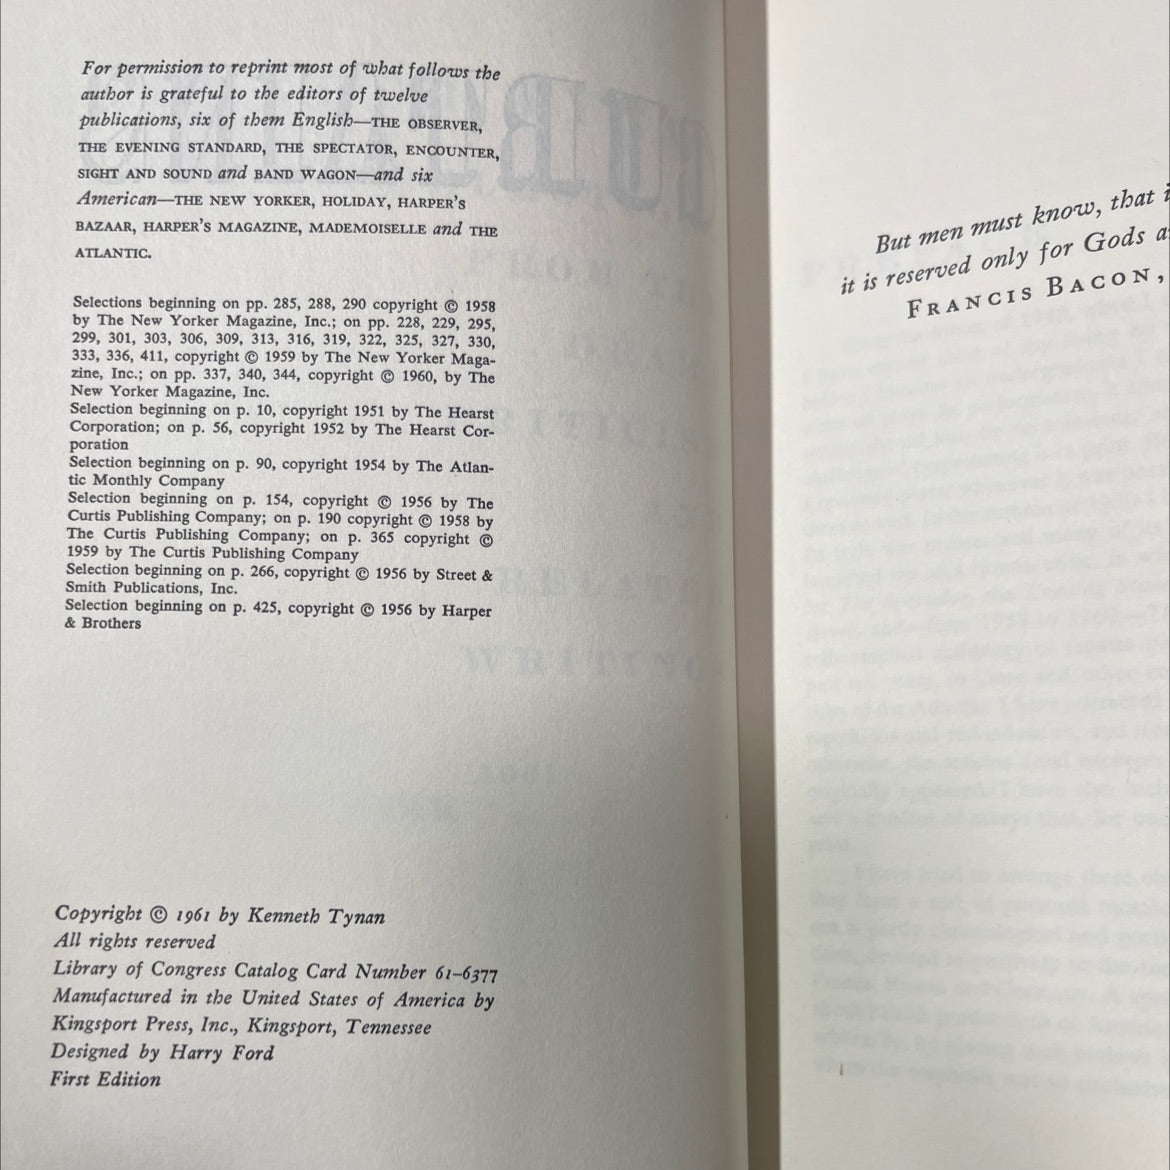 For permission to reprint most of what follows the
author is grateful to the editors of twelve
publications, six of them English—THE OBSERVER,
THE EVENING STANDARD, THE SPECTATOR, ENCOUNTER,
SIGHT AND SOUND and BAND WAGON—and six
American—THE NEW YORKER, HOLIDAY, HARPER'S
BAZAAR, HARPER'S MAGAZINE, MADEMOISELLE and THE
ATLANTIC.
Selections beginning on pp. 285, 288, 290 copyright © 1958
by The New Yorker Magazine, Inc.; on pp. 228, 229, 295,
299, 301, 303, 306, 309, 313, 316, 319, 322, 325, 327, 330,
333, 336, 411, copyright © 1959 by The New Yorker Maga-
zine, Inc.; on pp. 337, 340, 344, copyright © 1960, by The
New Yorker Magazine, Inc.
Selection beginning on p. 10, copyright 1951 by The Hearst
Corporation; on p. 56, copyright 1952 by The Hearst Cor-
poration
Selection beginning on p. 90, copyright 1954 by The Atlan-
tic Monthly Company
Selection beginning on p. 154, copyright © 1956 by The
Curtis Publishing Company; on p. 190 copyright © 1958 by
The Curtis Publishing Company; on p. 365 copyright ©
1959 by The Curtis Publishing Company
Selection beginning on p. 266, copyright © 1956 by Street &
Smith Publications, Inc.
Selection beginning on p. 425, copyright © 1956 by Harper
& Brothers
Copyright © 1961 by Kenneth Tynan
All rights reserved
Library of Congress Catalog Card Number 61-6377
Manufactured in the United States of America by
Kingsport Press, Inc., Kingsport, Tennessee
Designed by Harry Ford
First Edition
But men must know, that
it is reserved only for Gods
FRANCIS BACON,